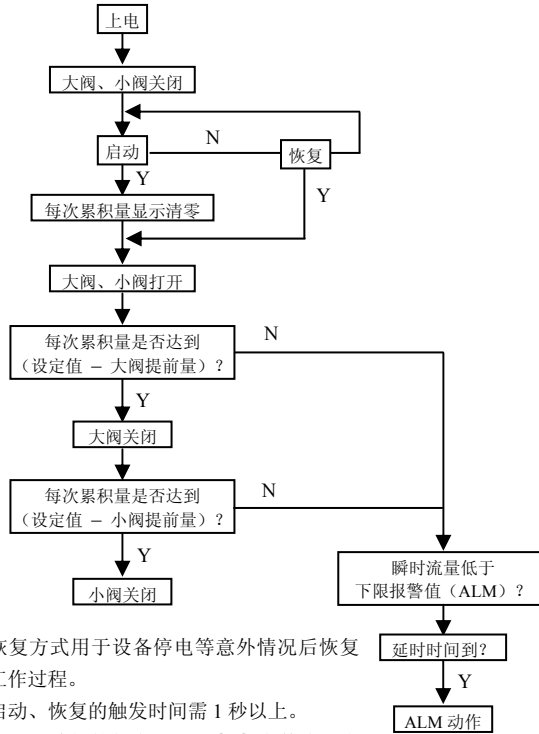 上电
大阀、小阀关闭
启动
N
恢复
Y
Y
每次累积量显示清零
大阀、小阀打开
每次累积量是否达到
（设定值 － 大阀提前量）？
N
Y
大阀关闭
每次累积量是否达到
（设定值 － 小阀提前量）？
N
Y
小阀关闭
瞬时流量低于
下限报警值（ALM）？
延时时间到?
Y
ALM 动作
恢复方式用于设备停电等意外情况后恢复
工作过程。
启动、恢复的触发时间需 1 秒以上。